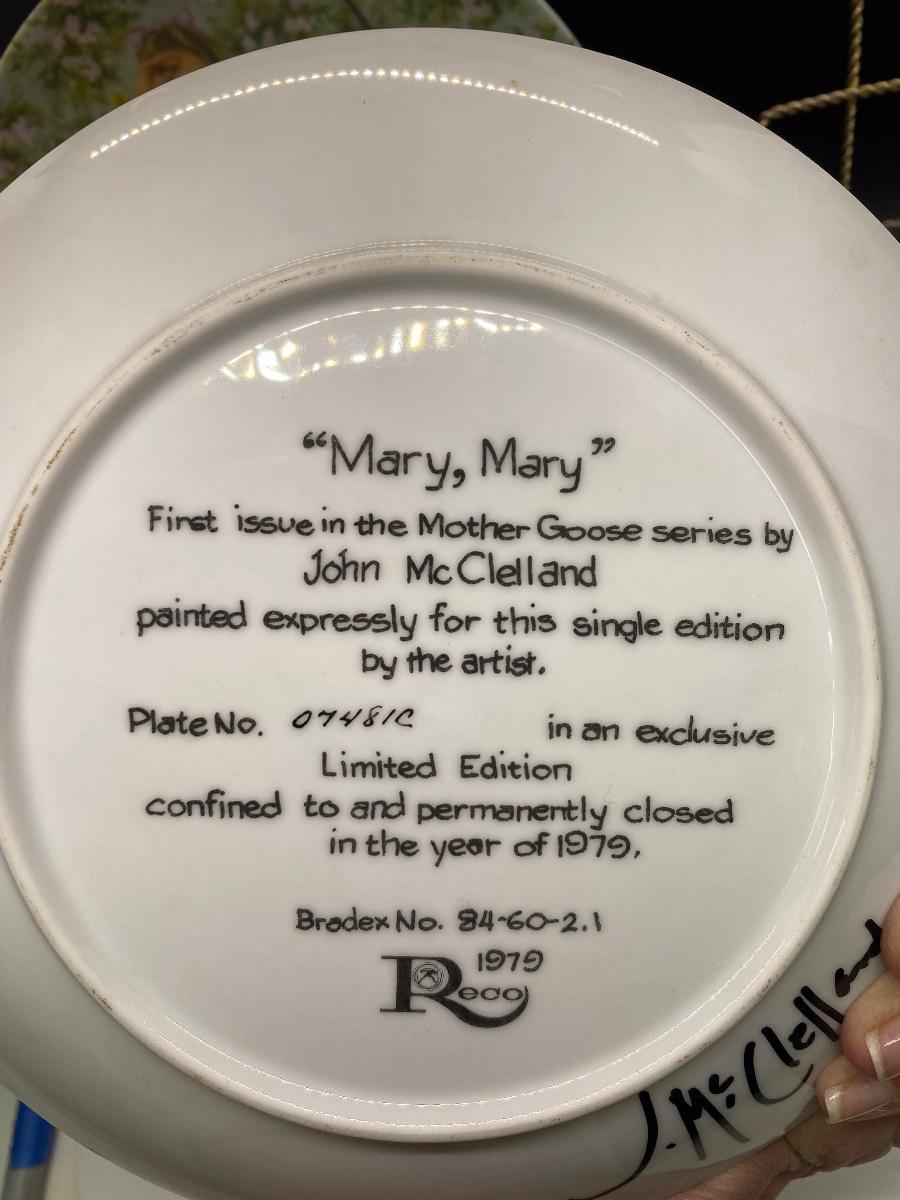 “Mary, Mary”
First issue in the Mother Goose series by
John McClelland
painted expressly for this single edition
by the artist.
Plate No. 07481C in an exclusive
Limited Edition
confined to and permanently closed
in the year of 1979.
Bradex No. 84-60-2.1
1979
Reco
J. McClelland